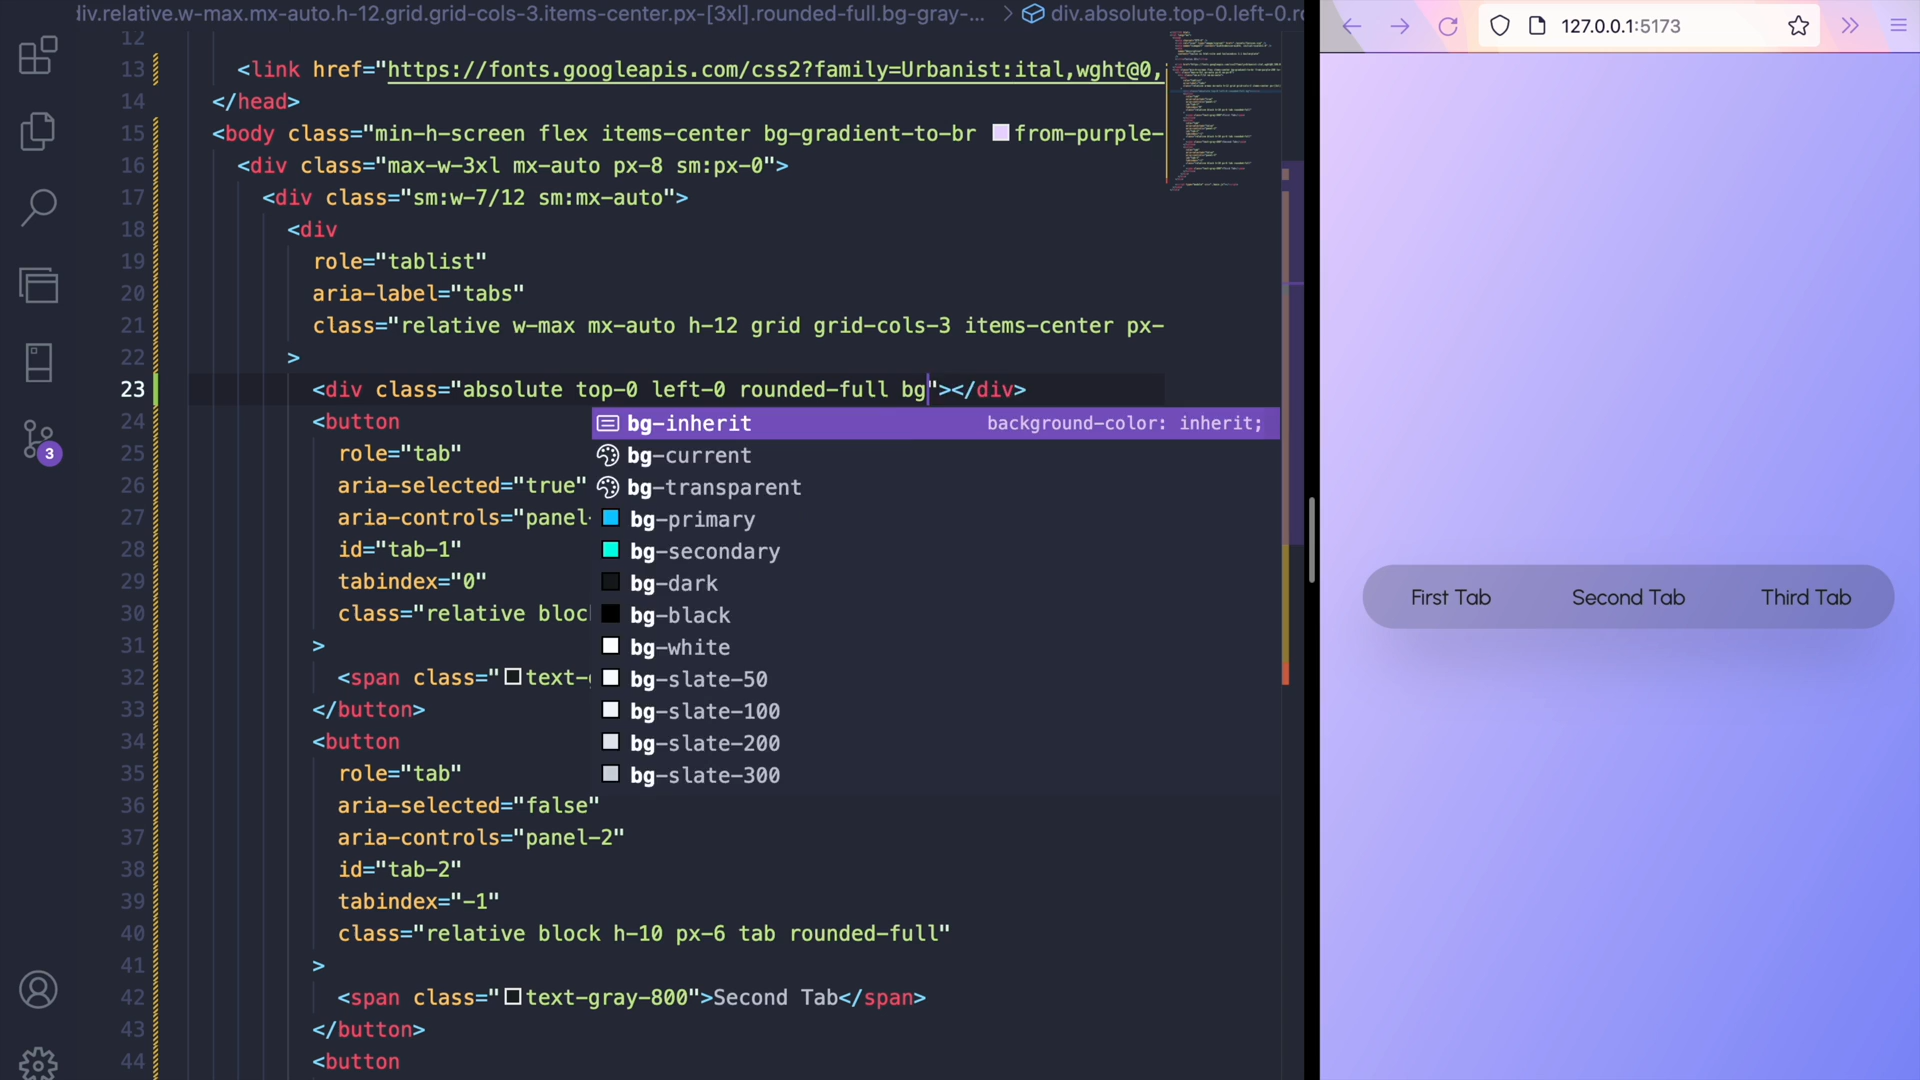 div.relative.w-max.mx-auto.h-12.grid.grid-cols-3.items-center.px-[3xl].rounded-full.bg-gray-... > div.absolute.top-0.left-0.ro
127.0.0.1:5173
12
13 <link href="https://fonts.googleapis.com/css2?family=Urbanist:ital,wght@0,
14 </head>
15 <body class="min-h-screen flex items-center bg-gradient-to-br from-purple-
16 <div class="max-w-3xl mx-auto px-8 sm:px-0">
17 <div class="sm:w-7/12 sm:mx-auto">
18 <div
19 role="tablist"
20 aria-label="tabs"
21 class="relative w-max mx-auto h-12 grid grid-cols-3 items-center px-
22 >
23 <div class="absolute top-0 left-0 rounded-full bg"></div>
24 <button
25 role="tab"
26 aria-selected="true"
27 aria-controls="panel-
28 id="tab-1"
29 tabindex="0"
30 class="relative bloc
31 >
32 <span class="text-
33 </button>
34 <button
35 role="tab"
36 aria-selected="false"
37 aria-controls="panel-2"
38 id="tab-2"
39 tabindex="-1"
40 class="relative block h-10 px-6 tab rounded-full"
41 >
42 <span class="text-gray-800">Second Tab</span>
43 </button>
44 <button
bg-inherit background-color: inherit;
bg-current
bg-transparent
bg-primary
bg-secondary
bg-dark
bg-black
bg-white
bg-slate-50
bg-slate-100
bg-slate-200
bg-slate-300
3
First Tab Second Tab Third Tab